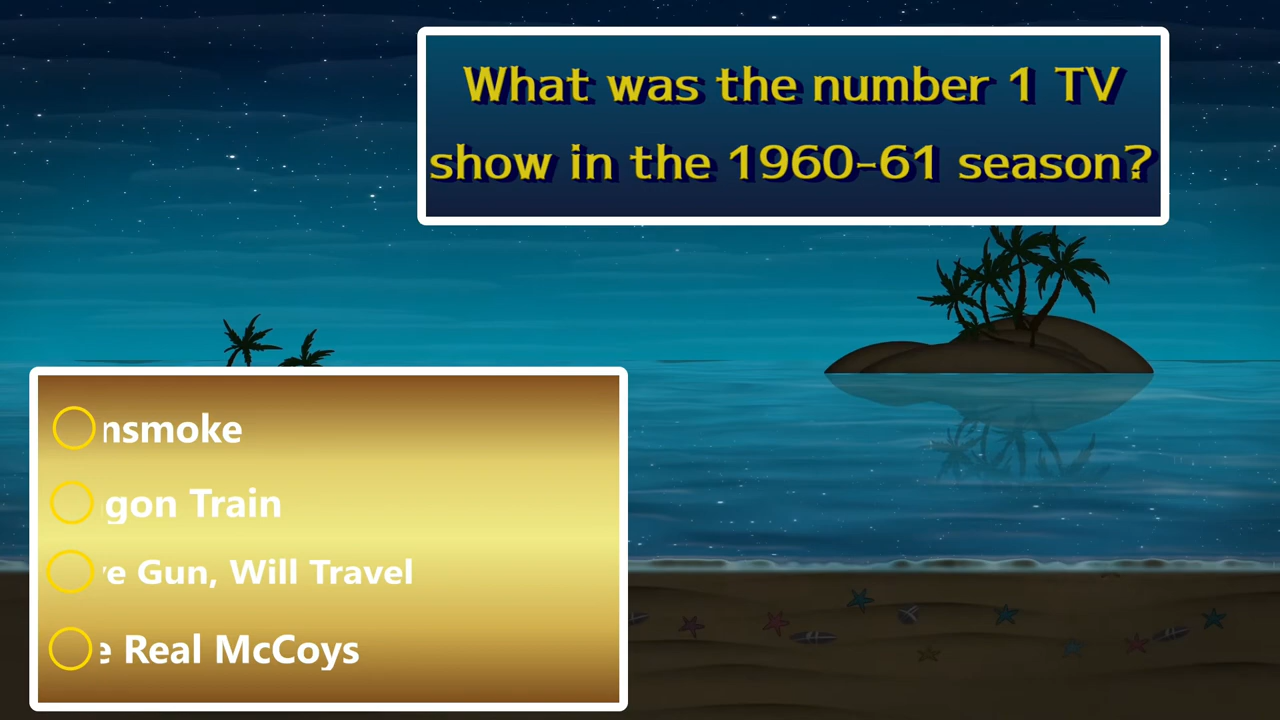 What was the number 1 TV
show in the 1960-61 season?
nsmoke
gon Train
e Gun, Will Travel
e Real McCoys